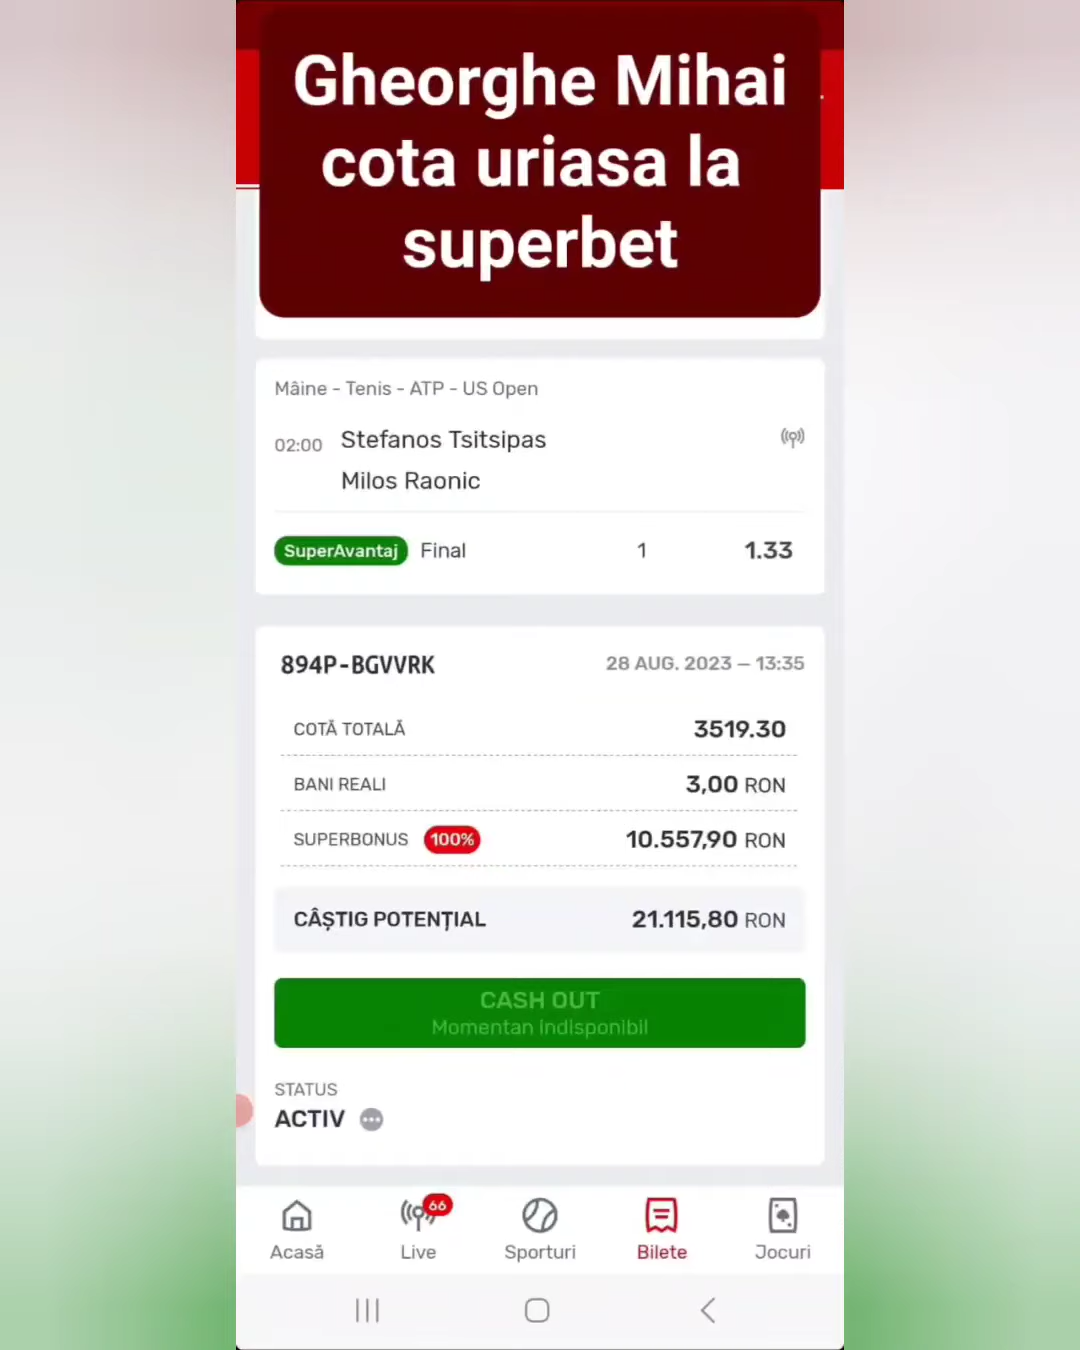 Gheorghe Mihai
cota uriasa la
superbet
Mâine - Tenis - ATP - US Open
02:00 Stefanos Tsitsipas
Milos Raonic
SuperAvantaj Final 1 1.33
894P-BGVVRK 28 AUG. 2023 – 13:35
COTĂ TOTALĂ 3519.30
BANI REALI 3,00 RON
SUPERBONUS 100% 10.557,90 RON
CÂȘTIG POTENȚIAL 21.115,80 RON
CASH OUT
Momentan indisponibil
STATUS
ACTIV
66
Acasă Live Sporturi Bilete Jocuri